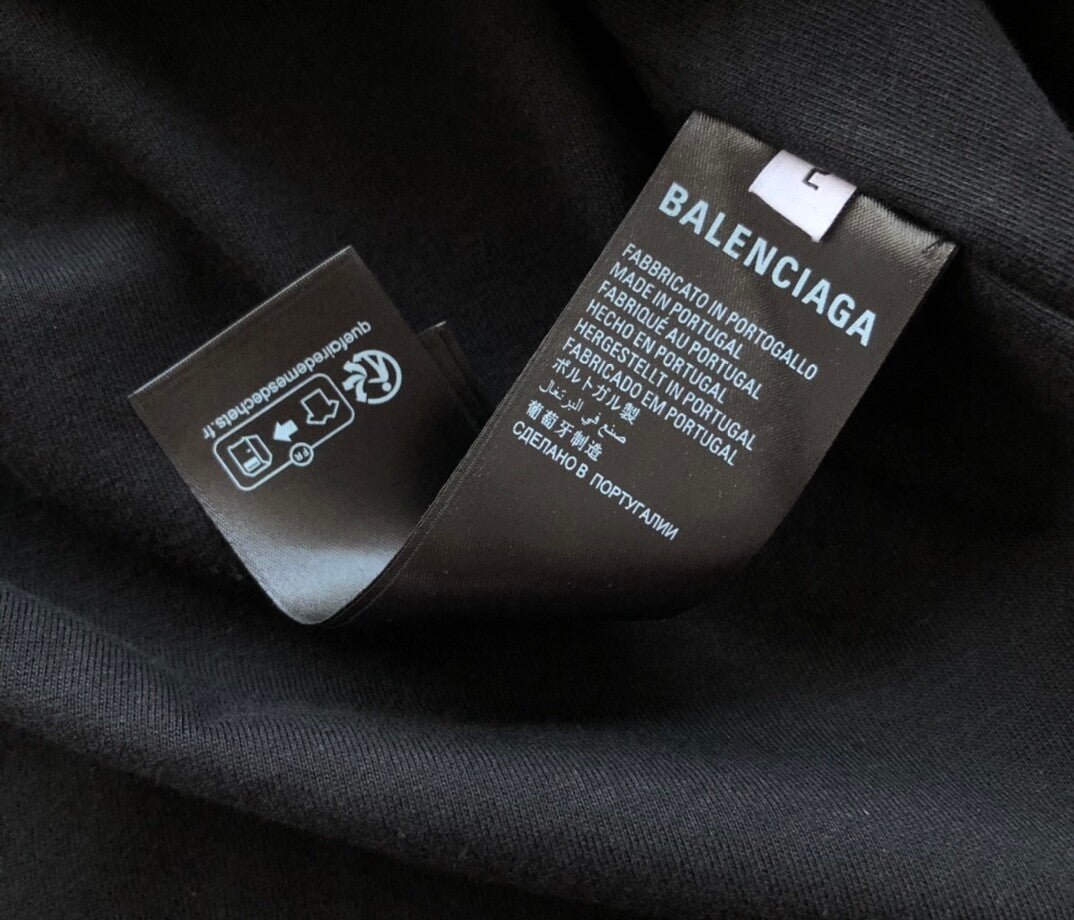 L
BALENCIAGA
FABBRICATO IN PORTOGALLO
MADE IN PORTUGAL
FABRIQUÉ AU PORTUGAL
HECHO EN PORTUGAL
HERGESTELLT IN PORTUGAL
FABRICADO EM PORTUGAL
ポルトガル製
صنع في البرتغال
葡萄牙制造
СДЕЛАНО В ПОРТУГАЛИИ
quefairedemesdechets.fr
FR